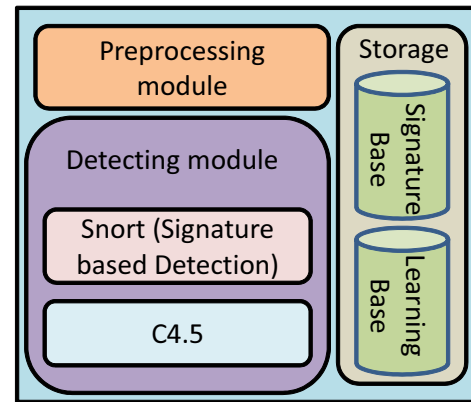 Preprocessing
module
Detecting module
Snort (Signature
based Detection)
C4.5
Storage
Signature
Base
Learning
Base